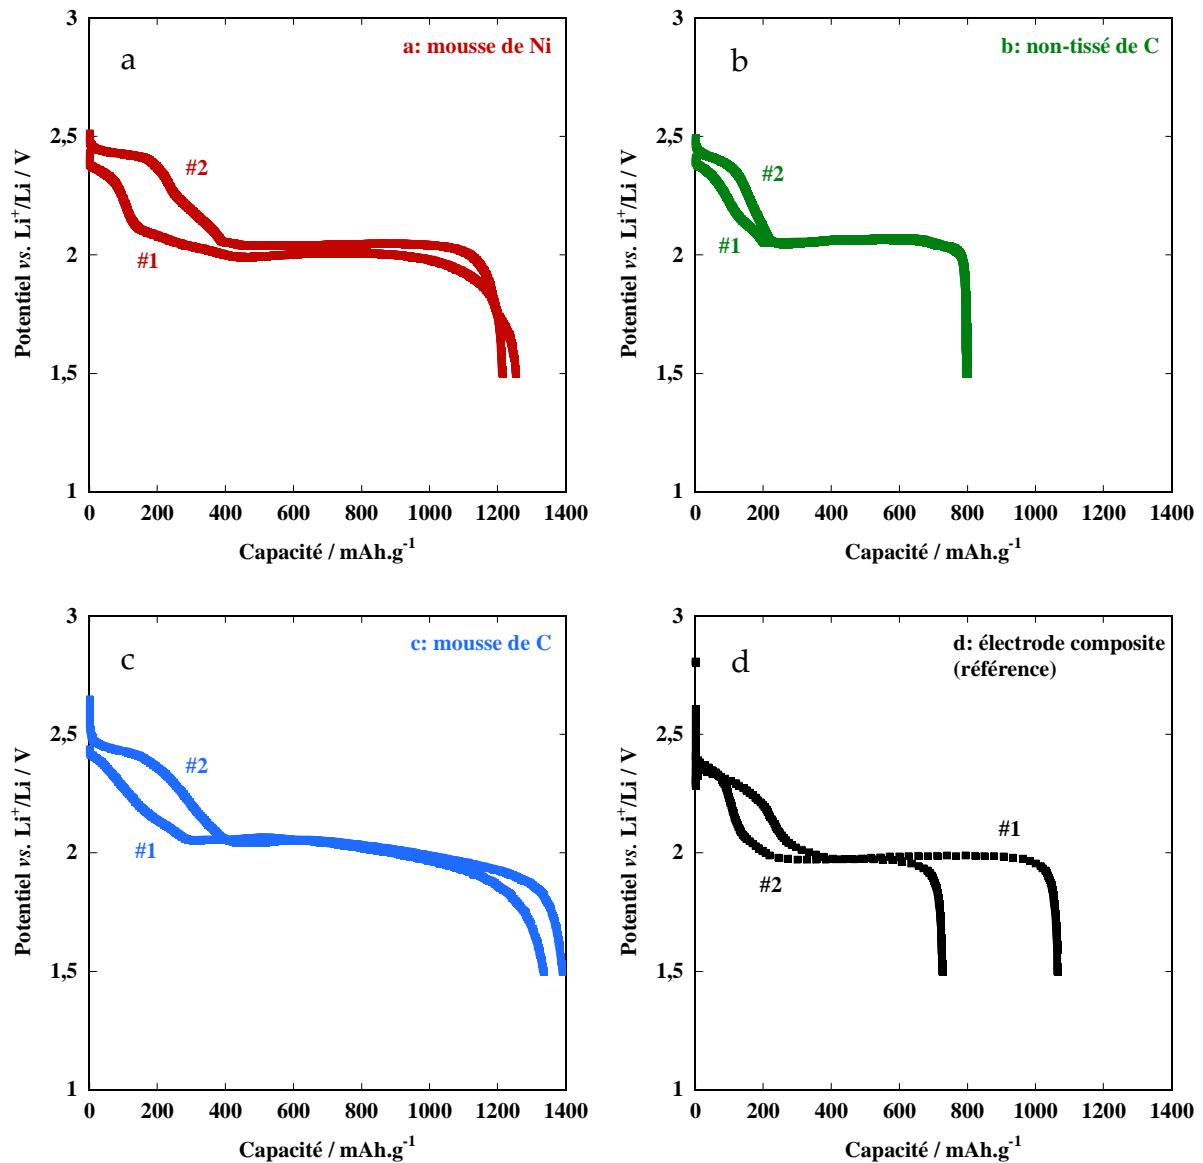 3
2,5
2
1,5
1
Potentiel vs. Li⁺/Li / V
a
a: mousse de Ni
#2
#1
0 200 400 600 800 1000 1200 1400
Capacité / mAh.g⁻¹
3
2,5
2
1,5
1
Potentiel vs. Li⁺/Li / V
b
b: non-tissé de C
#2
#1
0 200 400 600 800 1000 1200 1400
Capacité / mAh.g⁻¹
3
2,5
2
1,5
1
Potentiel vs. Li⁺/Li / V
c
c: mousse de C
#2
#1
0 200 400 600 800 1000 1200 1400
Capacité / mAh.g⁻¹
3
2,5
2
1,5
1
Potentiel vs. Li⁺/Li / V
d
d: électrode composite
(référence)
#1
#2
0 200 400 600 800 1000 1200 1400
Capacité / mAh.g⁻¹